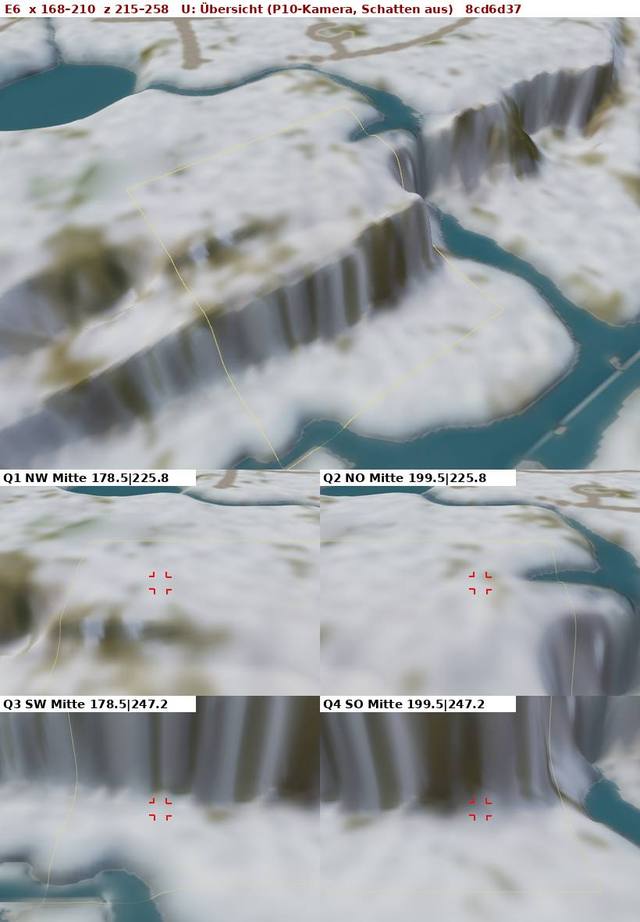 E6  x 168–210  z 215–258   U: Übersicht (P10-Kamera, Schatten aus)   8cd6d37
Q1 NW Mitte 178.5|225.8
Q2 NO Mitte 199.5|225.8
Q3 SW Mitte 178.5|247.2
Q4 SO Mitte 199.5|247.2